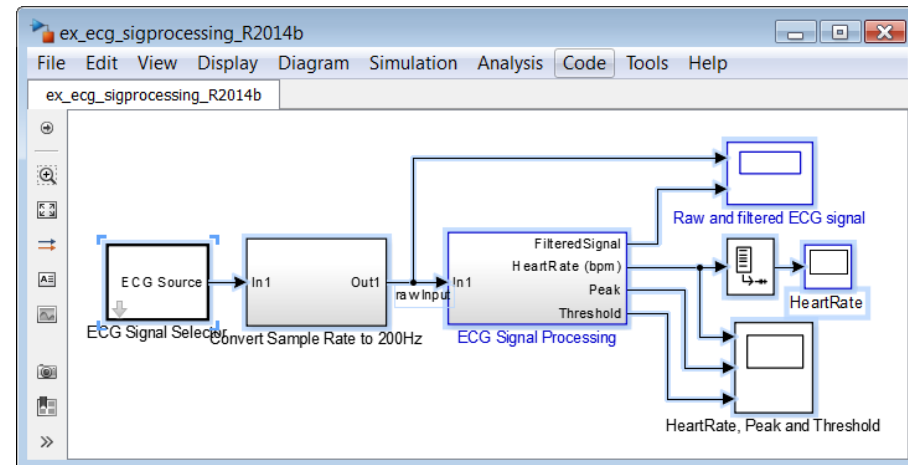 ex_ecg_sigprocessing_R2014b
File Edit View Display Diagram Simulation Analysis Code Tools Help
ex_ecg_sigprocessing_R2014b
ECG Source
ECG Signal Selector
In1
Out1
Convert Sample Rate to 200Hz
rawInput
In1
FilteredSignal
HeartRate (bpm)
Peak
Threshold
ECG Signal Processing
Raw and filtered ECG signal
HeartRate
HeartRate, Peak and Threshold